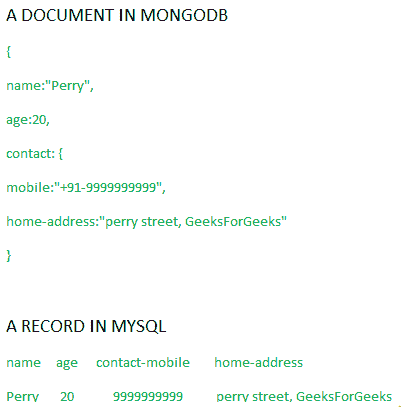 A DOCUMENT IN MONGODB
{
name:"Perry",
age:20,
contact: {
mobile:"+91-9999999999",
home-address:"perry street, GeeksForGeeks"
}
A RECORD IN MYSQL
name age contact-mobile home-address
Perry 20 9999999999 perry street, GeeksForGeeks